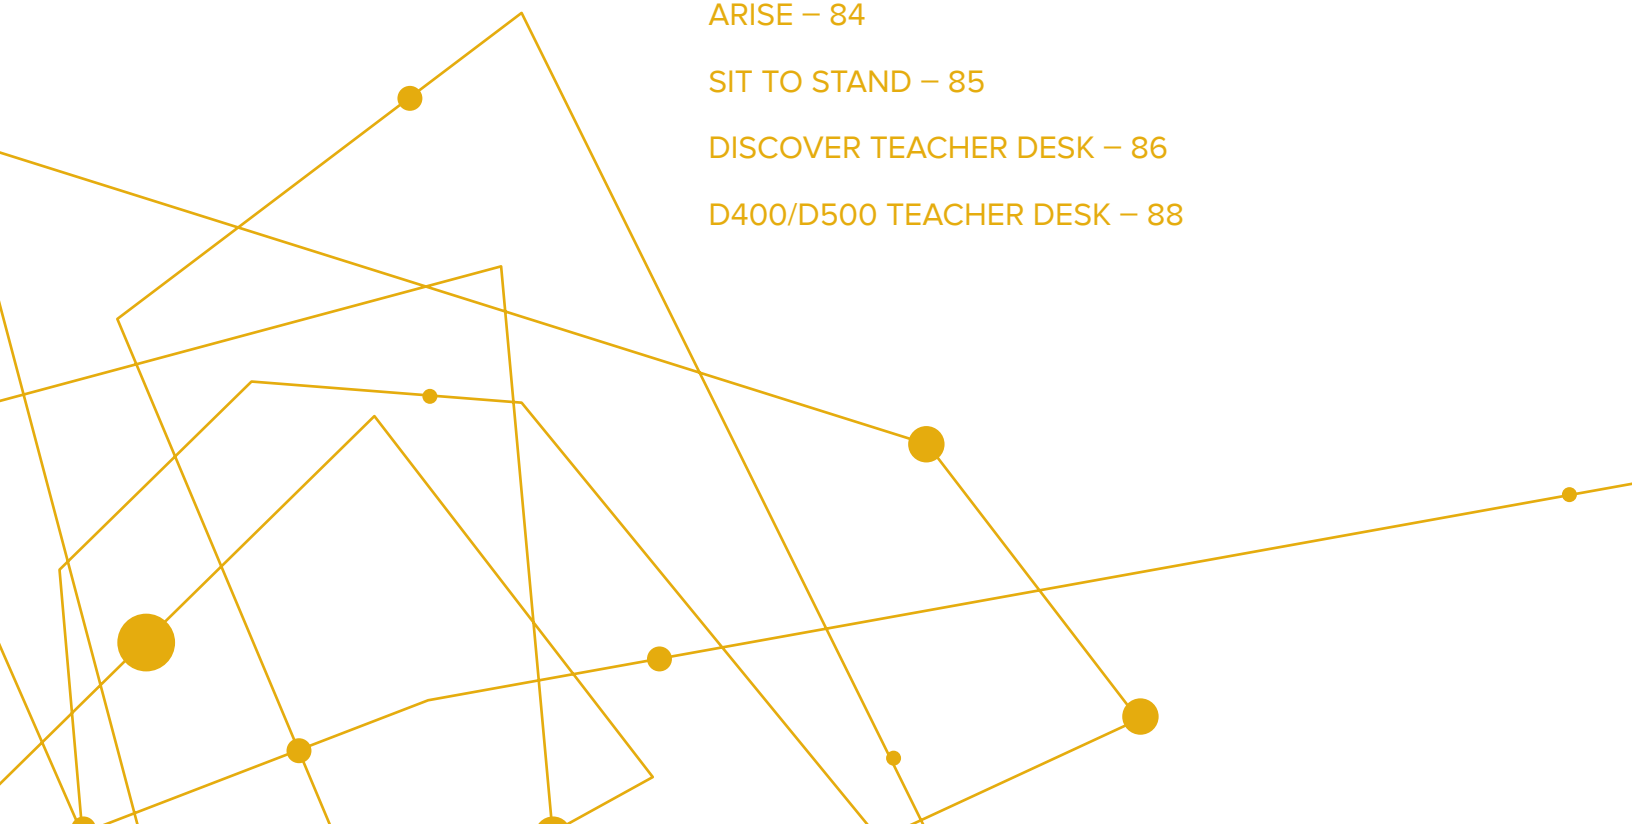 ARISE – 84
SIT TO STAND – 85
DISCOVER TEACHER DESK – 86
D400/D500 TEACHER DESK – 88